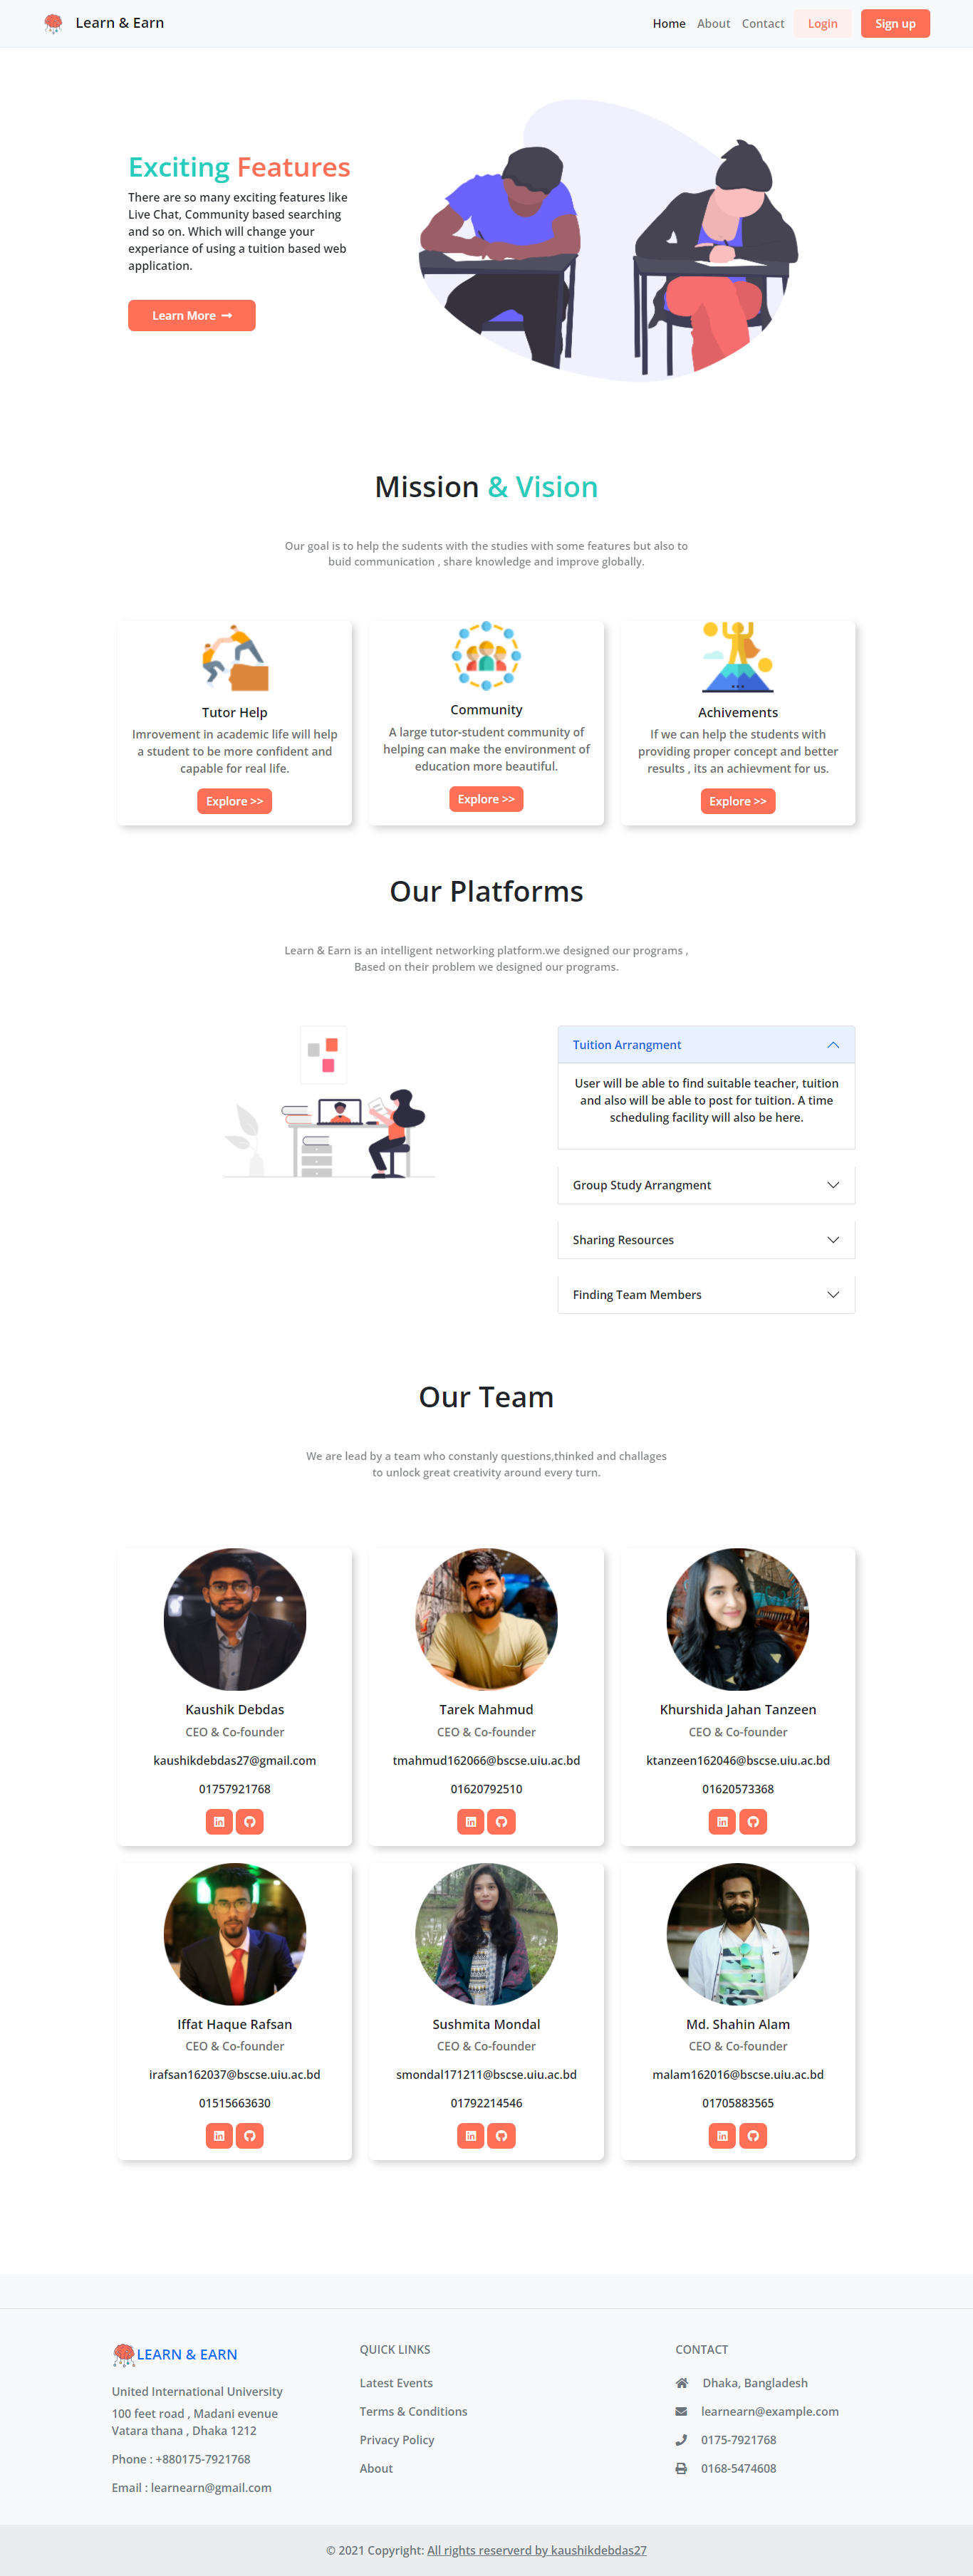 Learn & Earn
Home About Contact Login Sign up
Exciting Features
There are so many exciting features like
Live Chat, Community based searching
and so on. Which will change your
experiance of using a tuition based web
application.
Learn More →
Mission & Vision
Our goal is to help the sudents with the studies with some features but also to
buid communication , share knowledge and improve globally.
Tutor Help
Imrovement in academic life will help
a student to be more confident and
capable for real life.
Explore >>
Community
A large tutor-student community of
helping can make the environment of
education more beautiful.
Explore >>
Achivements
If we can help the students with
providing proper concept and better
results , its an achievment for us.
Explore >>
Our Platforms
Learn & Earn is an intelligent networking platform.we designed our programs ,
Based on their problem we designed our programs.
Tuition Arrangment
User will be able to find suitable teacher, tuition
and also will be able to post for tuition. A time
scheduling facility will also be here.
Group Study Arrangment
Sharing Resources
Finding Team Members
Our Team
We are lead by a team who constanly questions,thinked and challages
to unlock great creativity around every turn.
Kaushik Debdas
CEO & Co-founder
kaushikdebdas27@gmail.com
01757921768
Tarek Mahmud
CEO & Co-founder
tmahmud162066@bscse.uiu.ac.bd
01620792510
Khurshida Jahan Tanzeen
CEO & Co-founder
ktanzeen162046@bscse.uiu.ac.bd
01620573368
Iffat Haque Rafsan
CEO & Co-founder
irafsan162037@bscse.uiu.ac.bd
01515663630
Sushmita Mondal
CEO & Co-founder
smondal171211@bscse.uiu.ac.bd
01792214546
Md. Shahin Alam
CEO & Co-founder
malam162016@bscse.uiu.ac.bd
01705883565
LEARN & EARN
United International University
100 feet road , Madani evenue
Vatara thana , Dhaka 1212
Phone : +880175-7921768
Email : learnearn@gmail.com
QUICK LINKS
Latest Events
Terms & Conditions
Privacy Policy
About
CONTACT
Dhaka, Bangladesh
learnearn@example.com
0175-7921768
0168-5474608
© 2021 Copyright: All rights reserverd by kaushikdebdas27